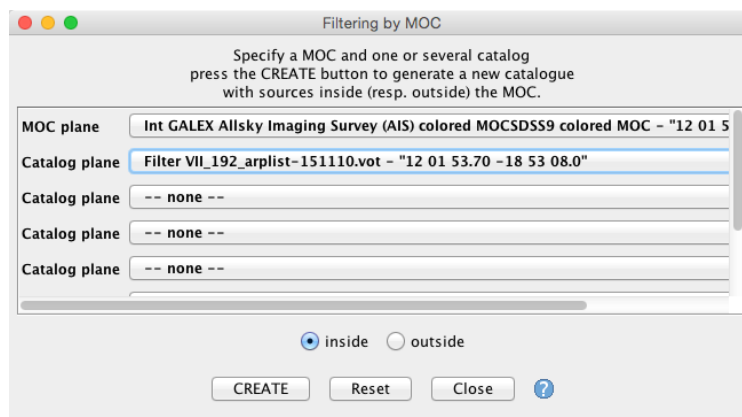 Filtering by MOC
Specify a MOC and one or several catalog
press the CREATE button to generate a new catalogue
with sources inside (resp. outside) the MOC.
MOC plane Int GALEX Allsky Imaging Survey (AIS) colored MOCSDSS9 colored MOC - "12 01 5
Catalog plane Filter VII_192_arplist-151110.vot - "12 01 53.70 -18 53 08.0"
Catalog plane -- none --
Catalog plane -- none --
Catalog plane -- none --
inside outside
CREATE Reset Close ?